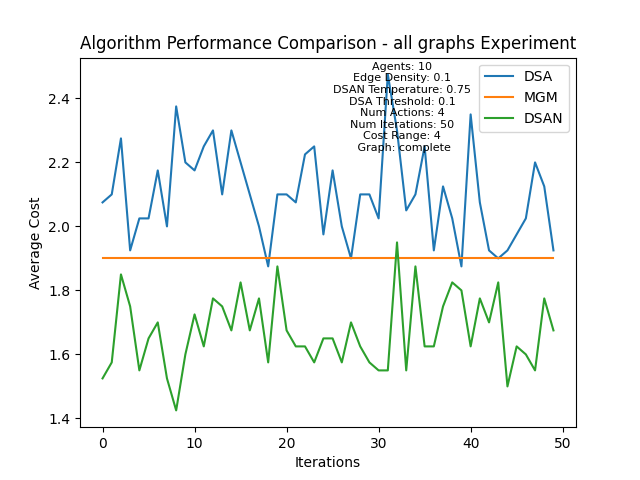 Algorithm Performance Comparison - all graphs Experiment
Agents: 10
Edge Density: 0.1
DSAN Temperature: 0.75
DSA Threshold: 0.1
Num Actions: 4
Num Iterations: 50
Cost Range: 4
Graph: complete
DSA
MGM
DSAN
Average Cost
2.4
2.2
2.0
1.8
1.6
1.4
0 10 20 30 40 50
Iterations